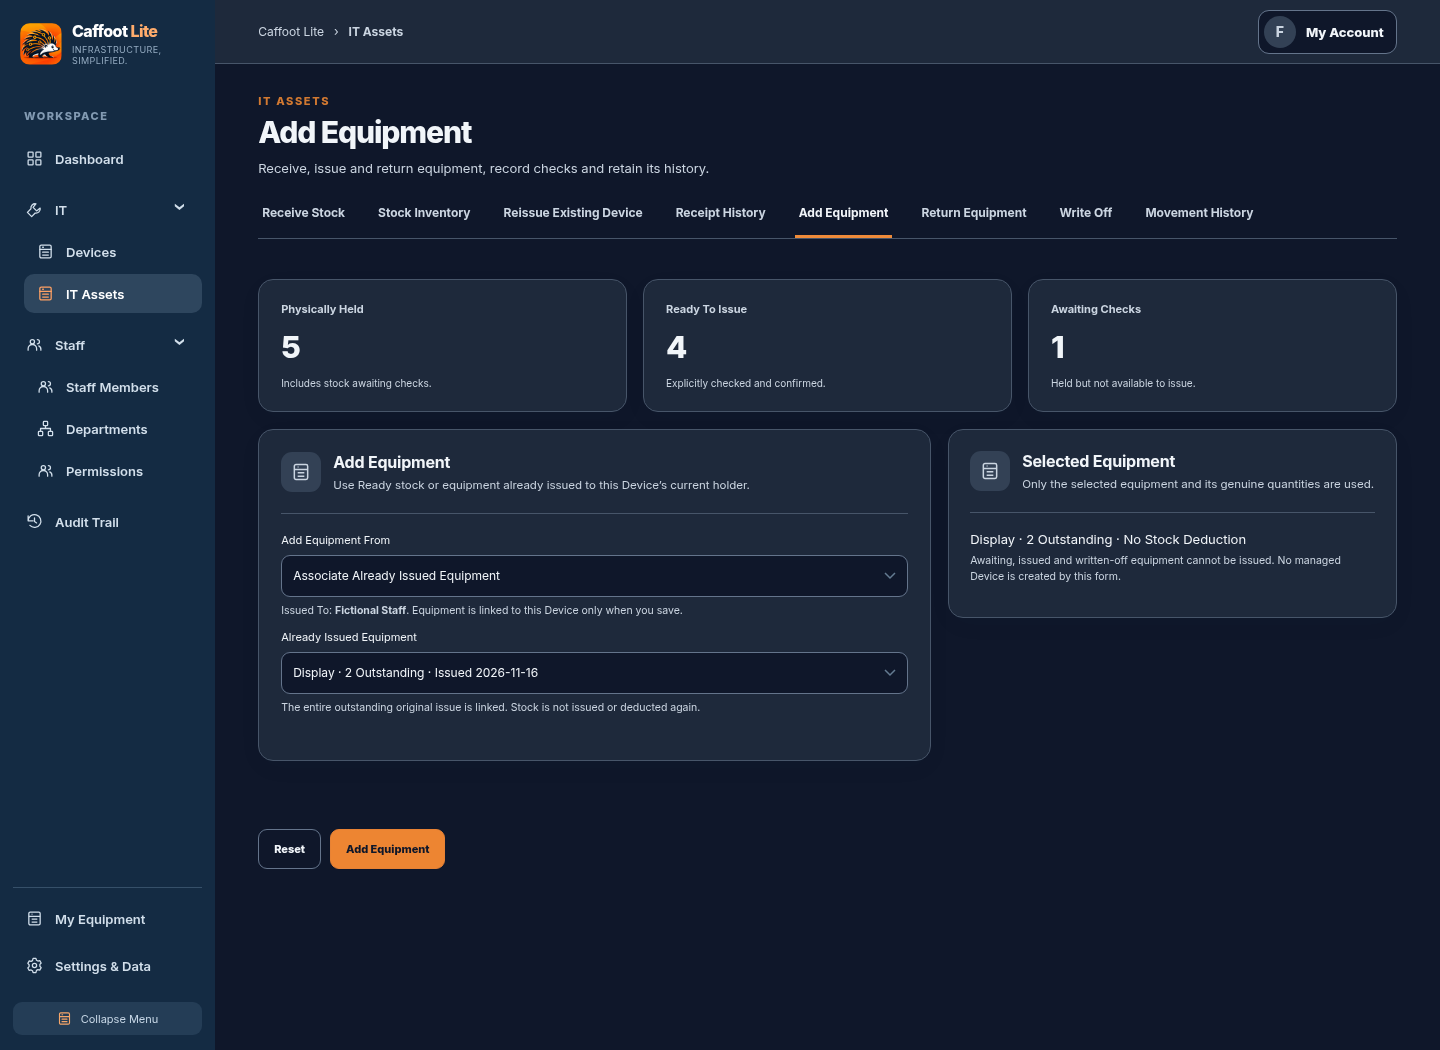 Caffoot Lite
INFRASTRUCTURE,
SIMPLIFIED.
WORKSPACE
Dashboard
IT
Devices
IT Assets
Staff
Staff Members
Departments
Permissions
Audit Trail
My Equipment
Settings & Data
Collapse Menu
Caffoot Lite › IT Assets
F My Account
IT ASSETS
Add Equipment
Receive, issue and return equipment, record checks and retain its history.
Receive Stock Stock Inventory Reissue Existing Device Receipt History Add Equipment Return Equipment Write Off Movement History
Physically Held
5
Includes stock awaiting checks.
Ready To Issue
4
Explicitly checked and confirmed.
Awaiting Checks
1
Held but not available to issue.
Add Equipment
Use Ready stock or equipment already issued to this Device’s current holder.
Add Equipment From
Associate Already Issued Equipment
Issued To: Fictional Staff. Equipment is linked to this Device only when you save.
Already Issued Equipment
Display · 2 Outstanding · Issued 2026-11-16
The entire outstanding original issue is linked. Stock is not issued or deducted again.
Selected Equipment
Only the selected equipment and its genuine quantities are used.
Display · 2 Outstanding · No Stock Deduction
Awaiting, issued and written-off equipment cannot be issued. No managed
Device is created by this form.
Reset Add Equipment